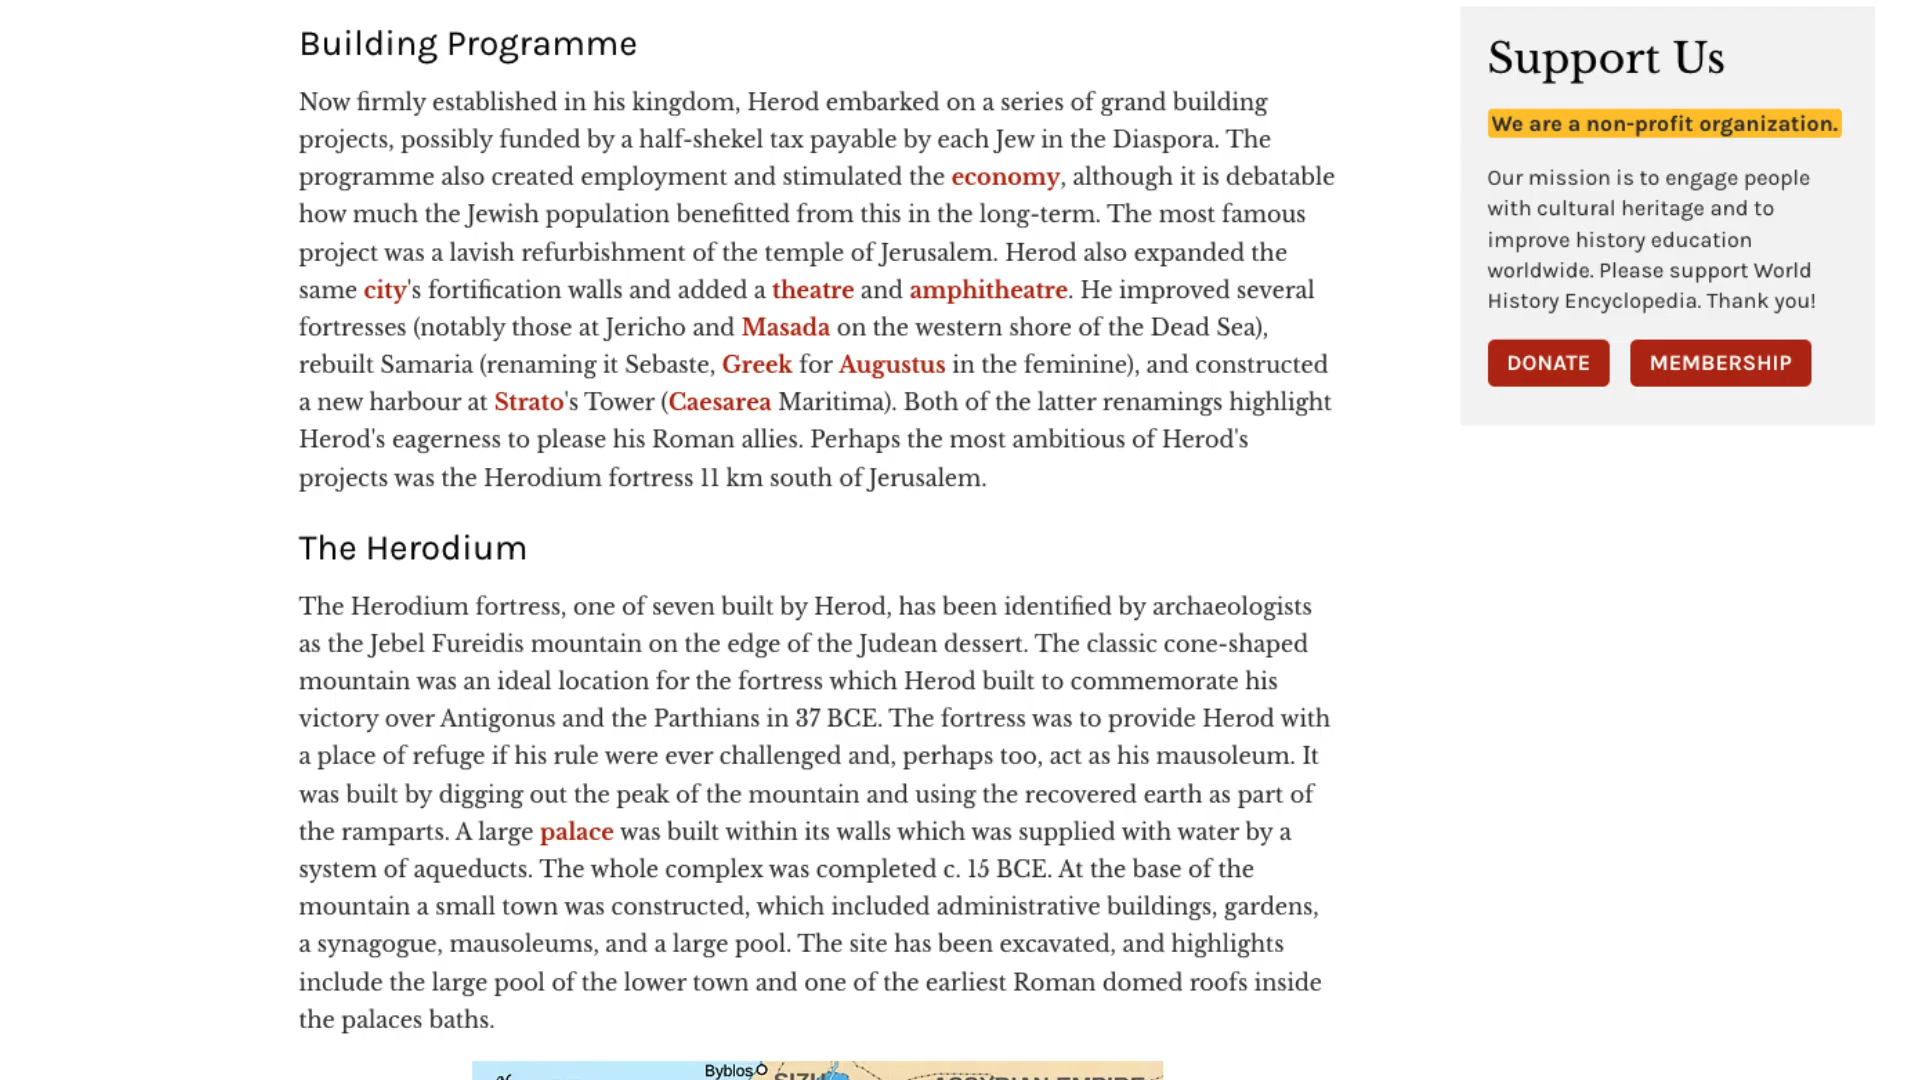 Building Programme
Now firmly established in his kingdom, Herod embarked on a series of grand building
projects, possibly funded by a half-shekel tax payable by each Jew in the Diaspora. The
programme also created employment and stimulated the economy, although it is debatable
how much the Jewish population benefitted from this in the long-term. The most famous
project was a lavish refurbishment of the temple of Jerusalem. Herod also expanded the
same city's fortification walls and added a theatre and amphitheatre. He improved several
fortresses (notably those at Jericho and Masada on the western shore of the Dead Sea),
rebuilt Samaria (renaming it Sebaste, Greek for Augustus in the feminine), and constructed
a new harbour at Strato's Tower (Caesarea Maritima). Both of the latter renamings highlight
Herod's eagerness to please his Roman allies. Perhaps the most ambitious of Herod's
projects was the Herodium fortress 11 km south of Jerusalem.
The Herodium
The Herodium fortress, one of seven built by Herod, has been identified by archaeologists
as the Jebel Fureidis mountain on the edge of the Judean dessert. The classic cone-shaped
mountain was an ideal location for the fortress which Herod built to commemorate his
victory over Antigonus and the Parthians in 37 BCE. The fortress was to provide Herod with
a place of refuge if his rule were ever challenged and, perhaps too, act as his mausoleum. It
was built by digging out the peak of the mountain and using the recovered earth as part of
the ramparts. A large palace was built within its walls which was supplied with water by a
system of aqueducts. The whole complex was completed c. 15 BCE. At the base of the
mountain a small town was constructed, which included administrative buildings, gardens,
a synagogue, mausoleums, and a large pool. The site has been excavated, and highlights
include the large pool of the lower town and one of the earliest Roman domed roofs inside
the palaces baths.
Byblos
Support Us
We are a non-profit organization.
Our mission is to engage people
with cultural heritage and to
improve history education
worldwide. Please support World
History Encyclopedia. Thank you!
DONATE
MEMBERSHIP